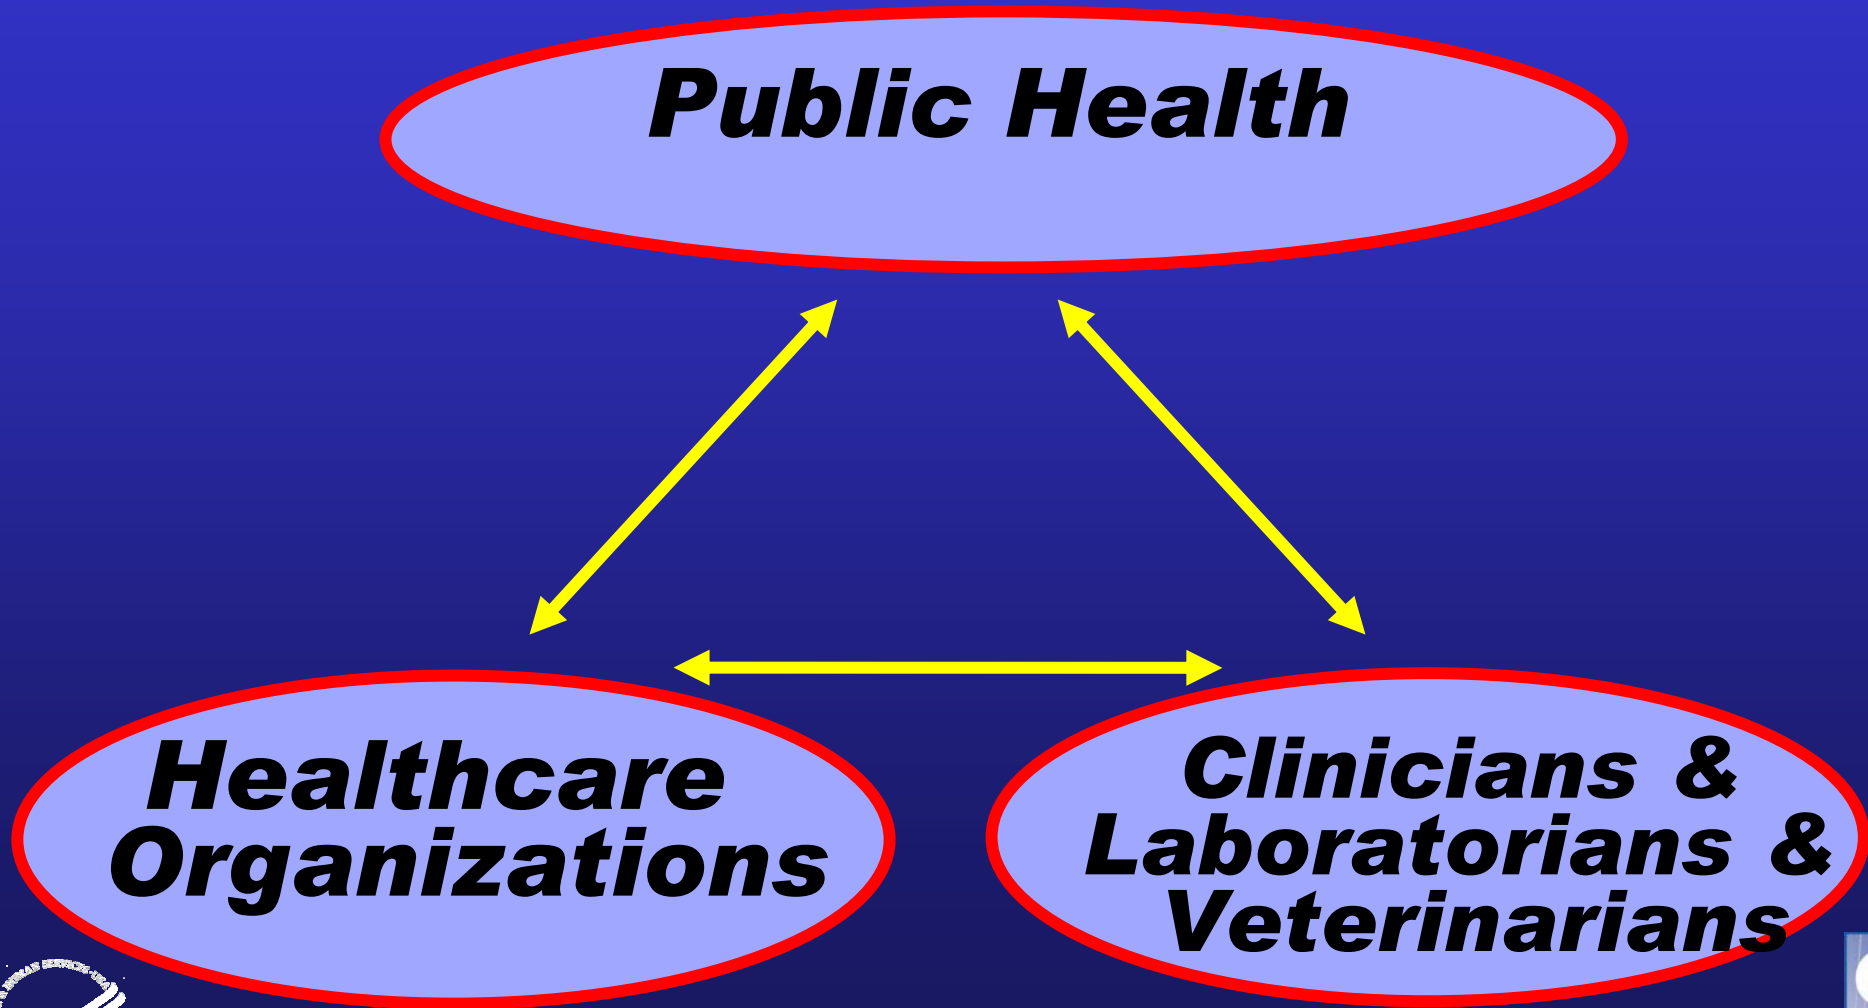 Public Health
Healthcare
Organizations
Clinicians &
Laboratorians &
Veterinarians